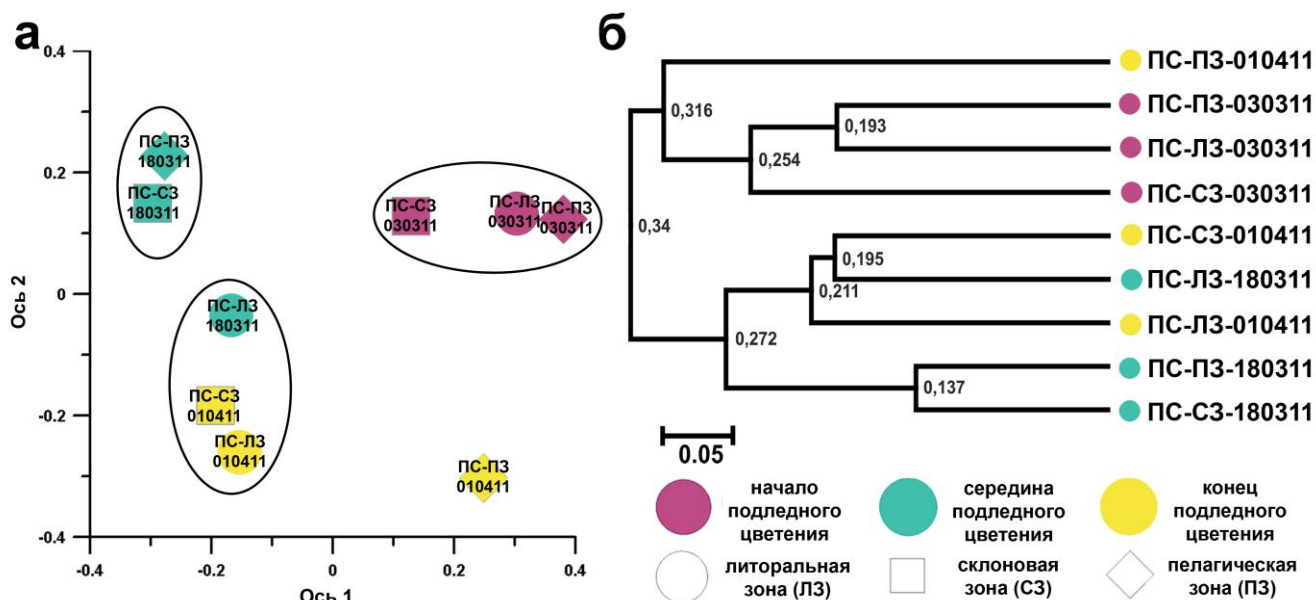 а
0.4
0.2
0
-0.2
-0.4
Ось 2
-0.4
-0.2
0
0.2
0.4
Ось 1
ПС-ПЗ
180311
ПС-СЗ
180311
ПС-СЗ
030311
ПС-ЛЗ
030311
ПС-ПЗ
030311
ПС-ЛЗ
180311
ПС-СЗ
010411
ПС-ЛЗ
010411
ПС-ПЗ
010411
б
ПС-ПЗ-010411
ПС-ПЗ-030311
ПС-ЛЗ-030311
ПС-СЗ-030311
ПС-СЗ-010411
ПС-ЛЗ-180311
ПС-ЛЗ-010411
ПС-ПЗ-180311
ПС-СЗ-180311
0,316
0,193
0,254
0,34
0,195
0,211
0,272
0,137
0.05
начало
подледного
цветения
середина
подледного
цветения
конец
подледного
цветения
литоральная
зона (ЛЗ)
склоновая
зона (СЗ)
пелагическая
зона (ПЗ)